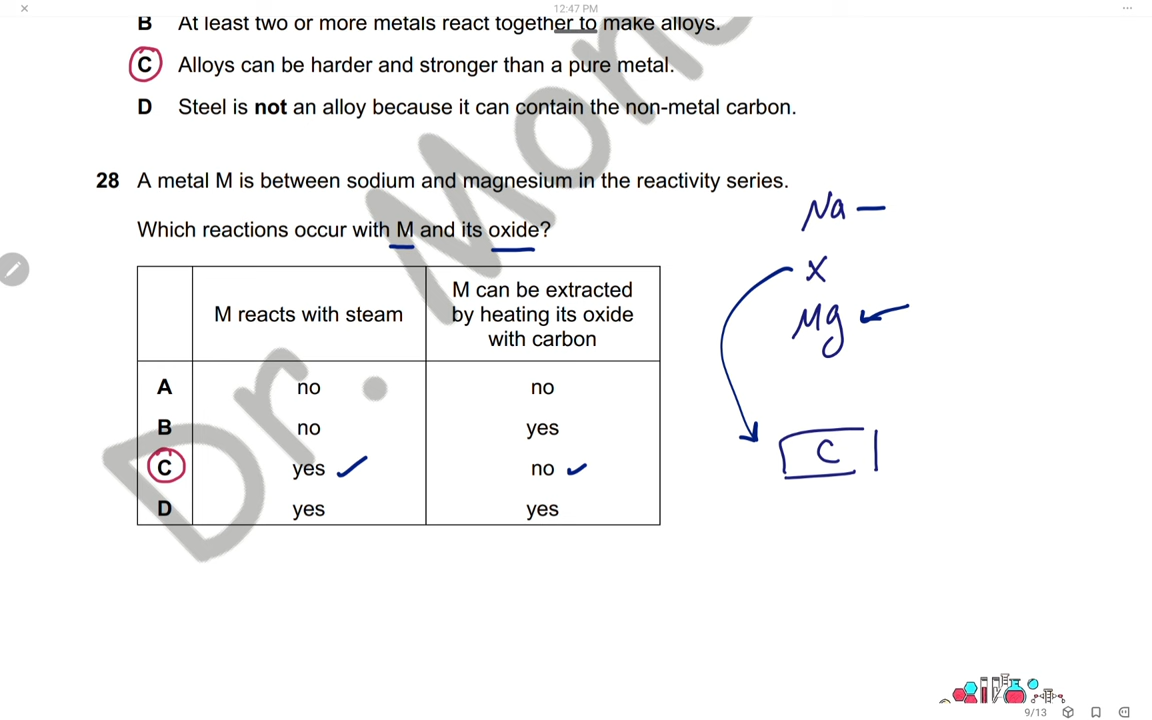 12:47 PM
B At least two or more metals react together to make alloys.
C Alloys can be harder and stronger than a pure metal.
D Steel is not an alloy because it can contain the non-metal carbon.
28 A metal M is between sodium and magnesium in the reactivity series.
Na –
Which reactions occur with M and its oxide?
X
M reacts with steam
M can be extracted
by heating its oxide
with carbon
Mg
A no no
B no yes
C
C yes ✓ no ✓
D yes yes
Dr. Mon
9/13